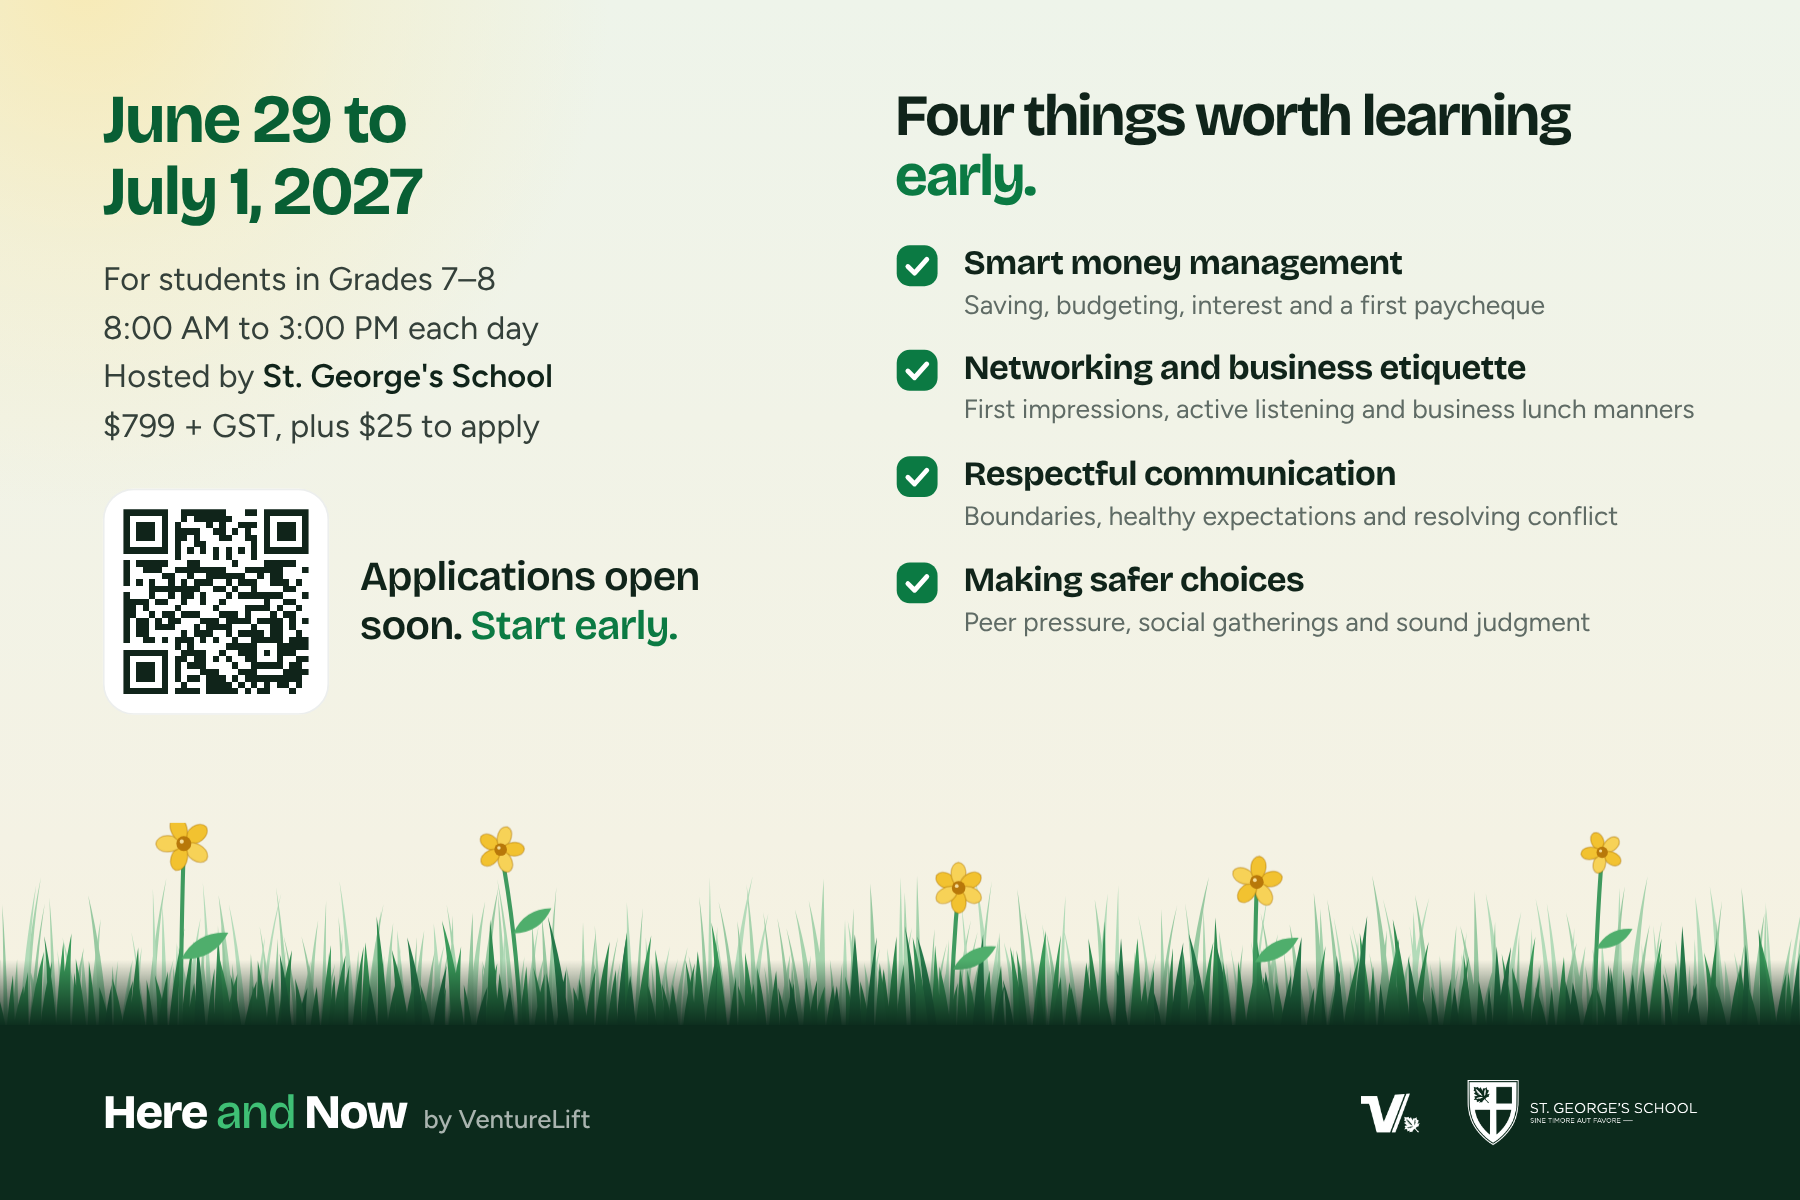 June 29 to
July 1, 2027
For students in Grades 7–8
8:00 AM to 3:00 PM each day
Hosted by St. George's School
$799 + GST, plus $25 to apply
Applications open
soon. Start early.
Four things worth learning
early.
Smart money management
Saving, budgeting, interest and a first paycheque
Networking and business etiquette
First impressions, active listening and business lunch manners
Respectful communication
Boundaries, healthy expectations and resolving conflict
Making safer choices
Peer pressure, social gatherings and sound judgment
Here and Now by VentureLift
ST. GEORGE'S SCHOOL
SINE TIMORE AUT FAVORE —